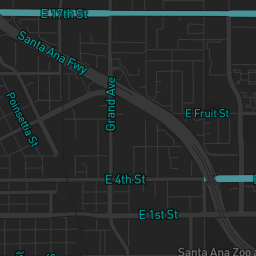 E 17th St
Santa Ana Fwy
Grand Ave
Poinsettia St
E Fruit St
E 4th St
E 1st St
Santa Ana Zoo